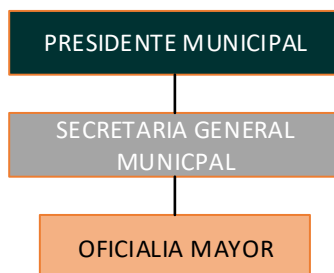 PRESIDENTE MUNICIPAL
SECRETARIA GENERAL
MUNICPAL
OFICIALIA MAYOR